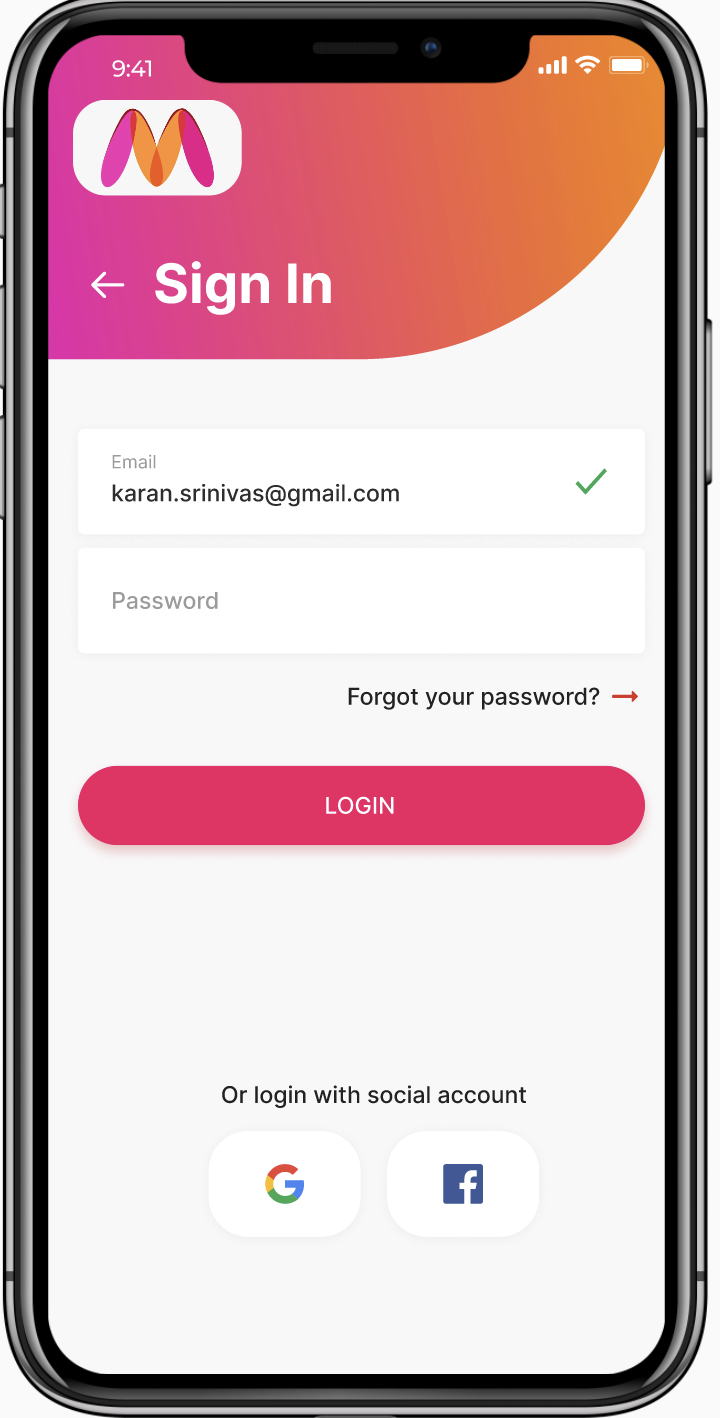 9:41
Sign In
Email
karan.srinivas@gmail.com
Password
Forgot your password?
LOGIN
Or login with social account